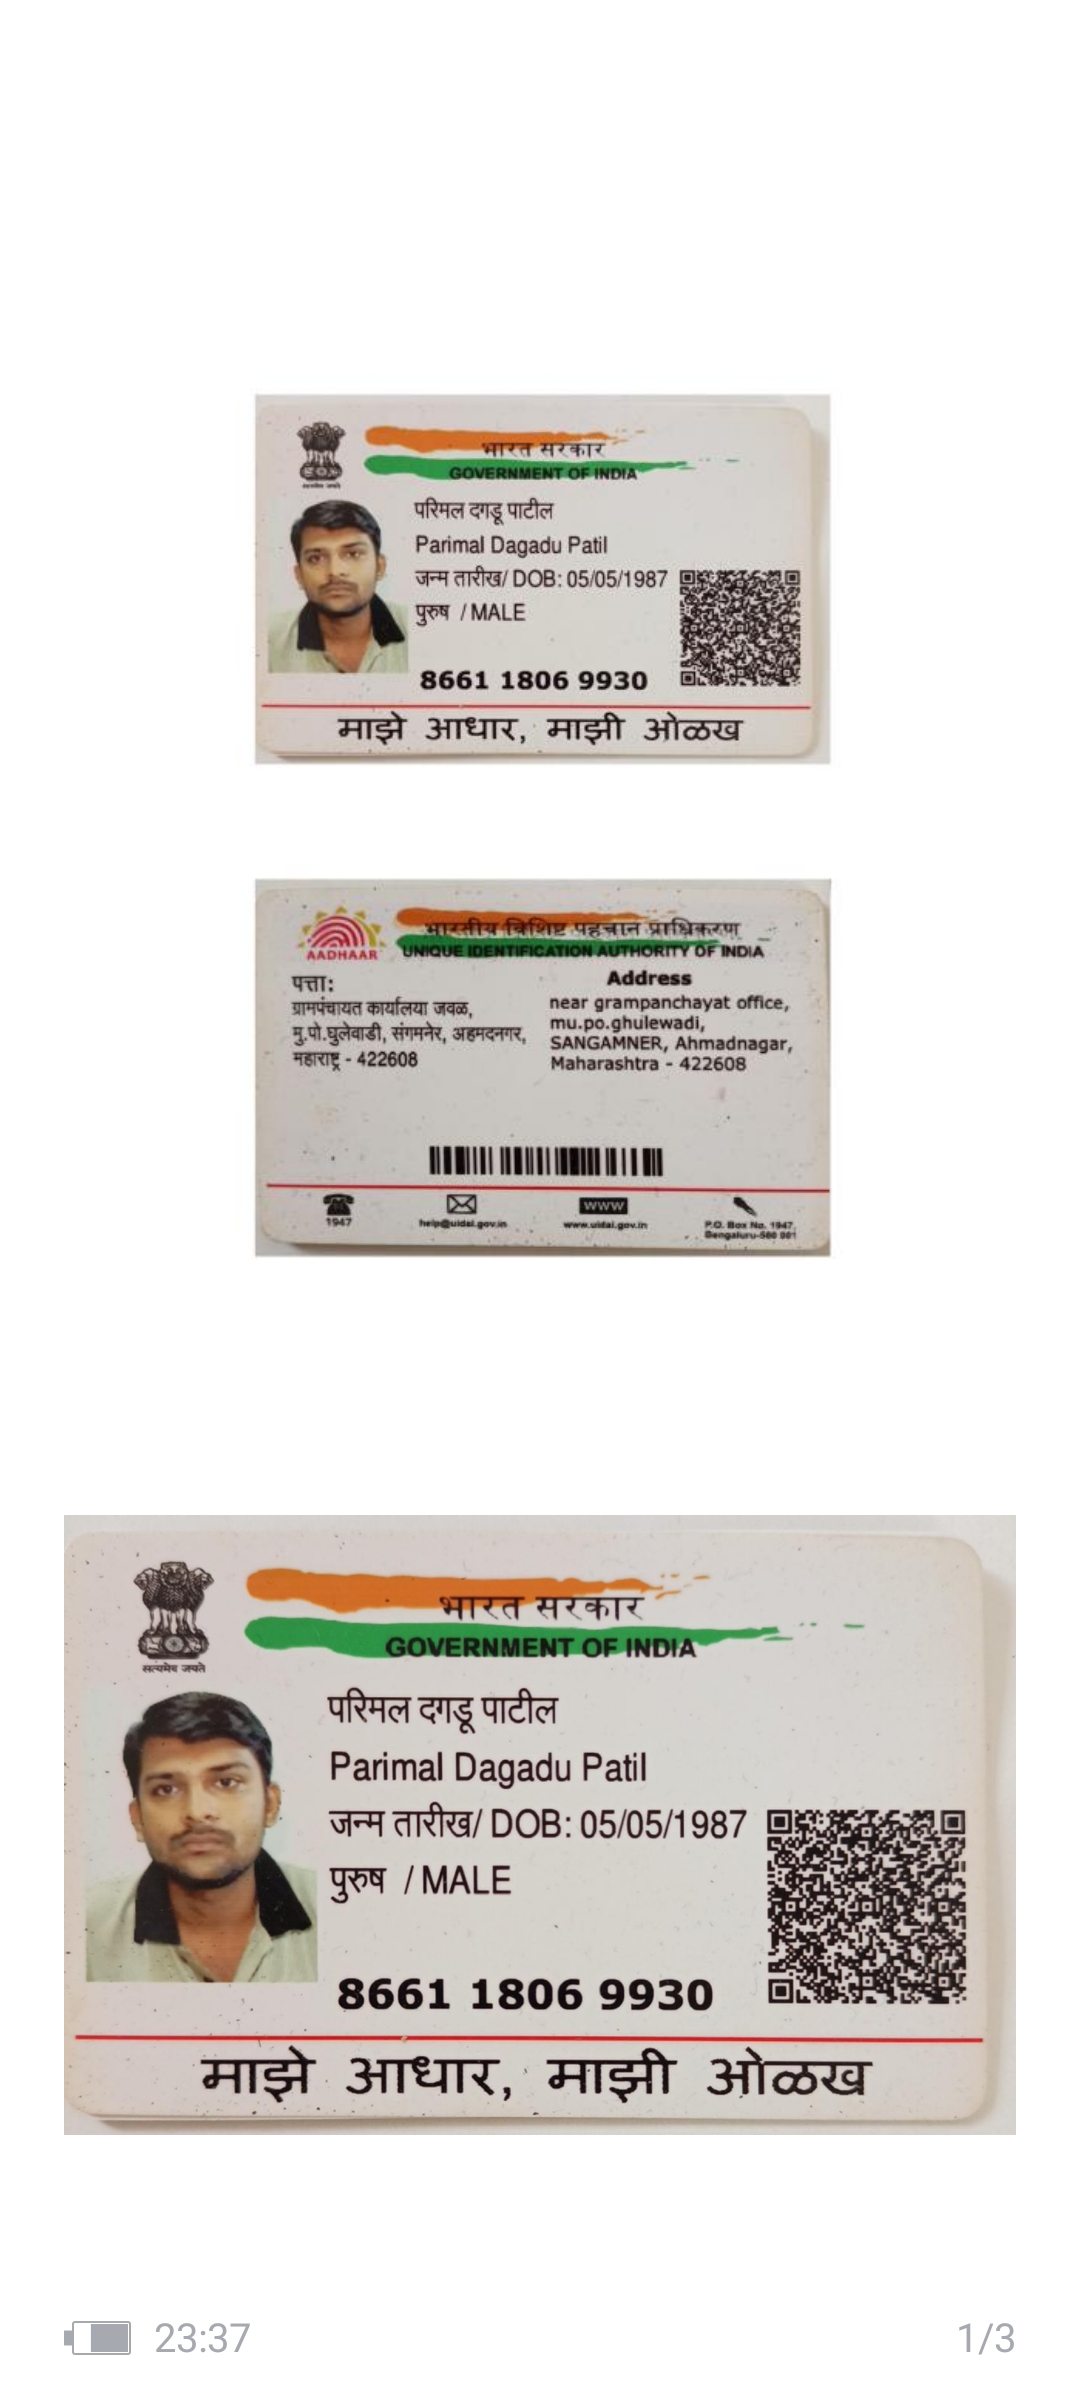 भारत सरकार
GOVERNMENT OF INDIA
परिमल दगडू पाटील
Parimal Dagadu Patil
जन्म तारीख/ DOB: 05/05/1987
पुरुष / MALE
8661 1806 9930
माझे आधार, माझी ओळख
भारतीय विशिष्ट पहचान प्राधिकरण
AADHAAR
UNIQUE IDENTIFICATION AUTHORITY OF INDIA
पत्ता:
ग्रामपंचायत कार्यालया जवळ,
मु.पो.घुलेवाडी, संगमनेर, अहमदनगर,
महाराष्ट्र - 422608
Address
near grampanchayat office,
mu.po.ghulewadi,
SANGAMNER, Ahmadnagar,
Maharashtra - 422608
1947
help@uidai.gov.in
www
www.uidai.gov.in
P.O. Box No. 1947,
Bengaluru-560 001
भारत सरकार
GOVERNMENT OF INDIA
सत्यमेव जयते
परिमल दगडू पाटील
Parimal Dagadu Patil
जन्म तारीख/ DOB: 05/05/1987
पुरुष / MALE
8661 1806 9930
माझे आधार, माझी ओळख
23:37
1/3